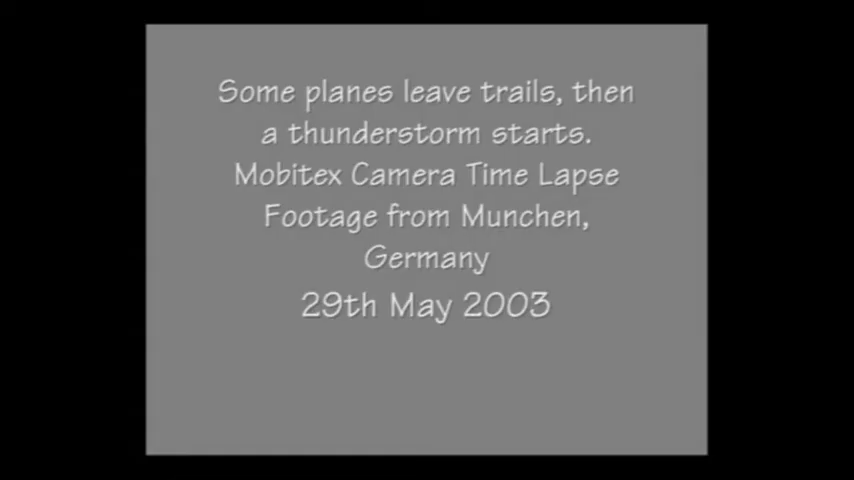 Some planes leave trails, then
a thunderstorm starts.
Mobitex Camera Time Lapse
Footage from Munchen,
Germany
29th May 2003